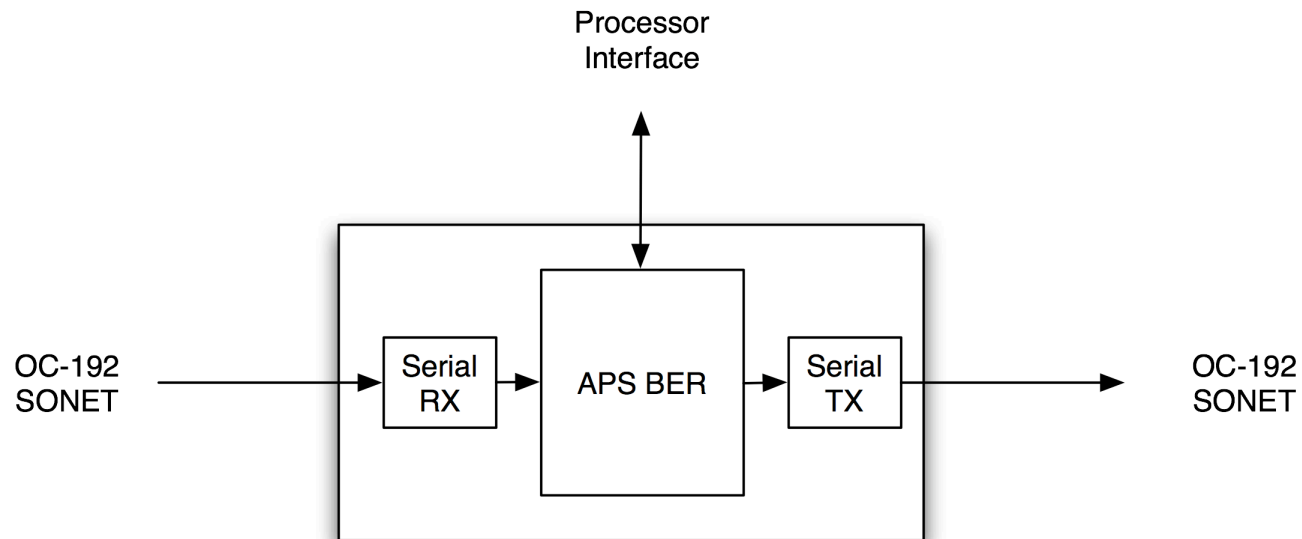 Processor
Interface
OC-192
SONET
Serial
RX
APS BER
Serial
TX
OC-192
SONET